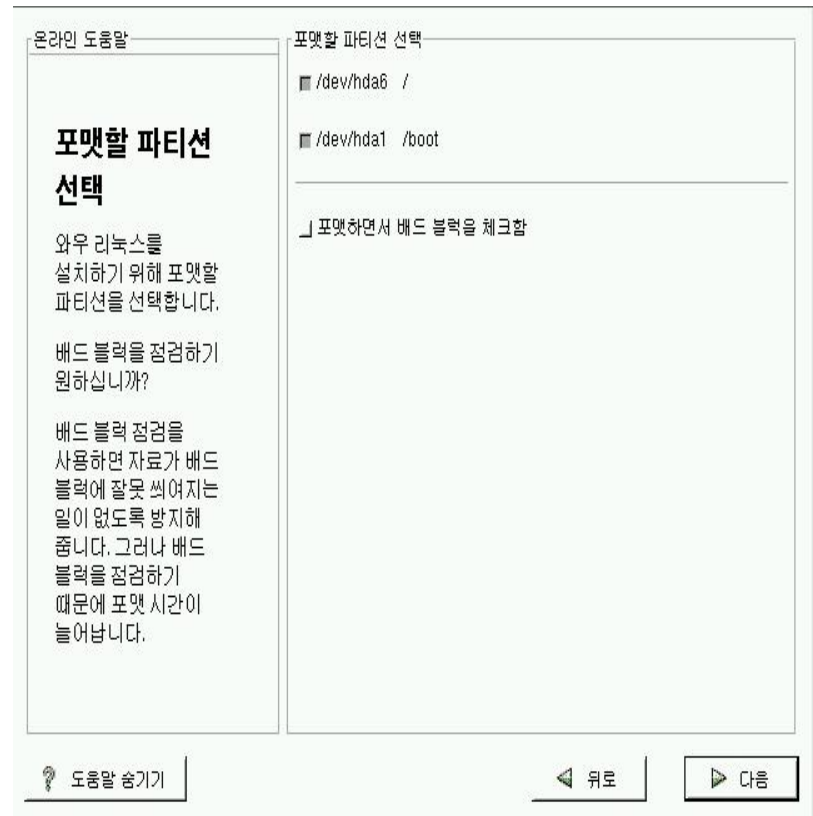 온라인 도움말
포맷할 파티션
선택
와우 리눅스를
설치하기 위해 포맷할
파티션을 선택합니다.
배드 블럭을 점검하기
원하십니까?
배드 블럭 점검을
사용하면 자료가 배드
블럭에 잘못 씌여지는
일이 없도록 방지해
줍니다. 그러나 배드
블럭을 점검하기
때문에 포맷 시간이
늘어납니다.
포맷할 파티션 선택
/dev/hda6 /
/dev/hda1 /boot
포맷하면서 배드 블럭을 체크함
도움말 숨기기
뒤로
다음